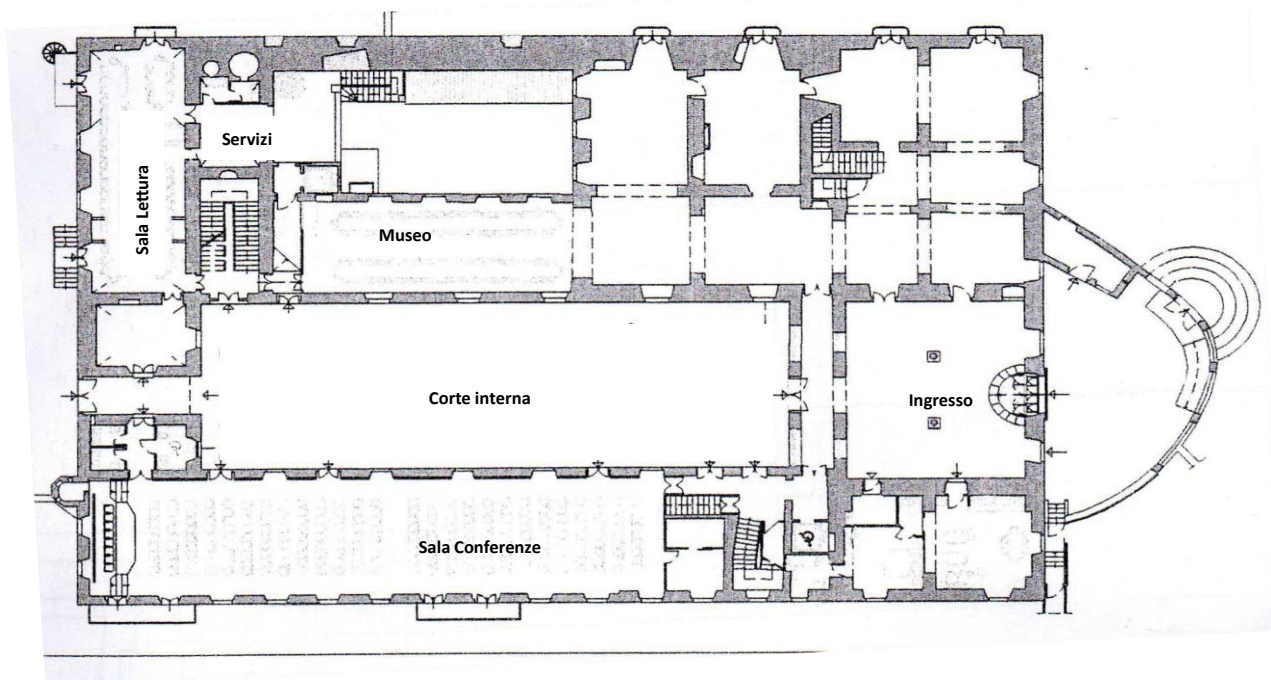 Servizi
Sala Lettura
Museo
Corte interna
Ingresso
Sala Conferenze